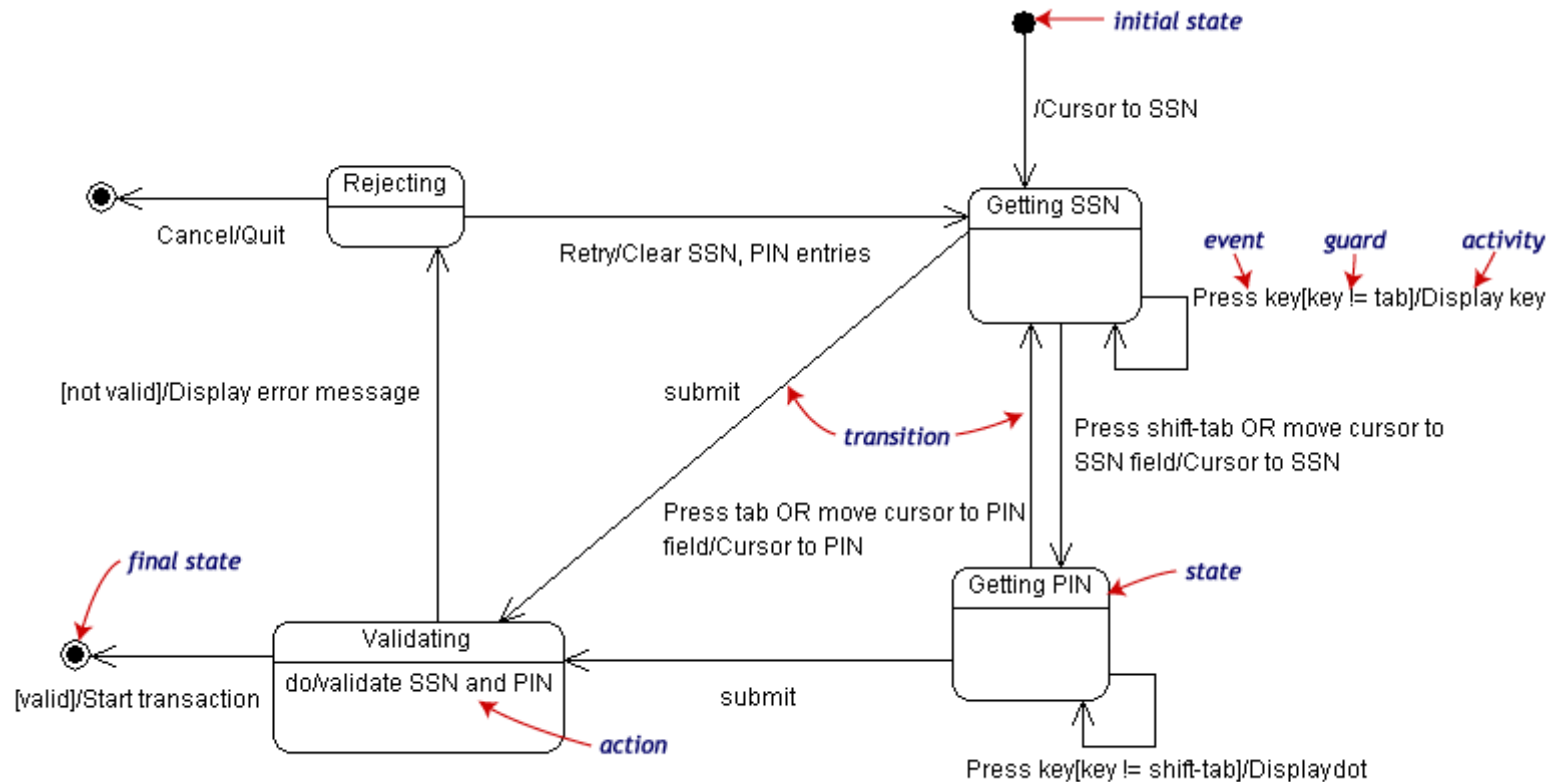 initial state
/Cursor to SSN
Rejecting
Getting SSN
Cancel/Quit
Retry/Clear SSN, PIN entries
event
guard
activity
Press key[key != tab]/Display key
[not valid]/Display error message
submit
transition
Press shift-tab OR move cursor to
SSN field/Cursor to SSN
Press tab OR move cursor to PIN
field/Cursor to PIN
final state
Getting PIN
state
Validating
do/validate SSN and PIN
[valid]/Start transaction
submit
action
Press key[key != shift-tab]/Displaydot